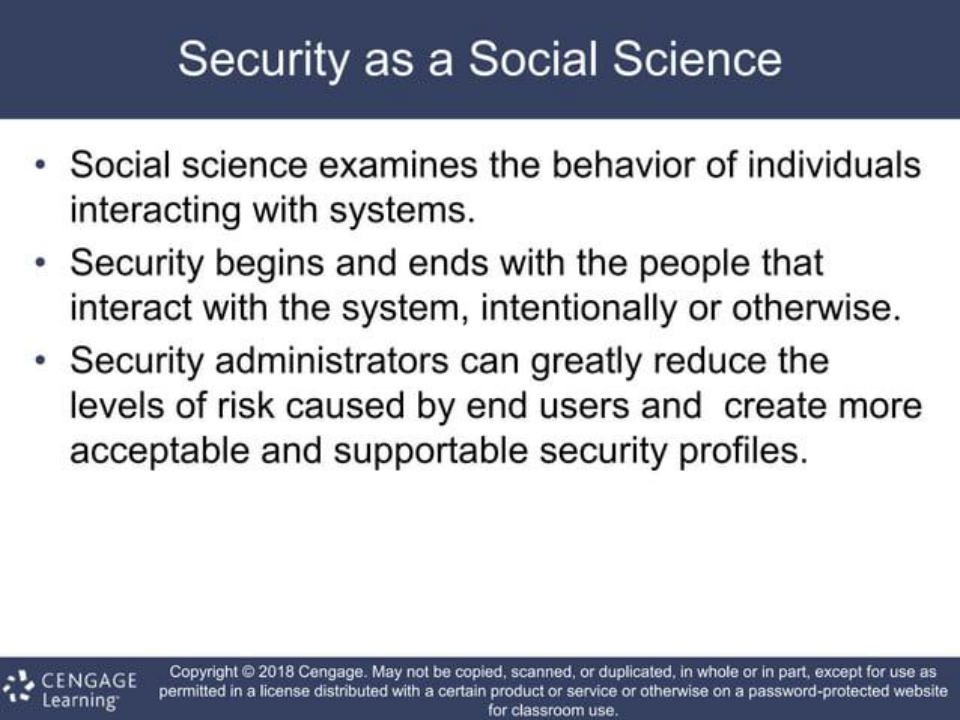 Security as a Social Science
• Social science examines the behavior of individuals
interacting with systems.
• Security begins and ends with the people that
interact with the system, intentionally or otherwise.
• Security administrators can greatly reduce the
levels of risk caused by end users and  create more
acceptable and supportable security profiles.
CENGAGE
Learning™
Copyright © 2018 Cengage. May not be copied, scanned, or duplicated, in whole or in part, except for use as
permitted in a license distributed with a certain product or service or otherwise on a password-protected website
for classroom use.